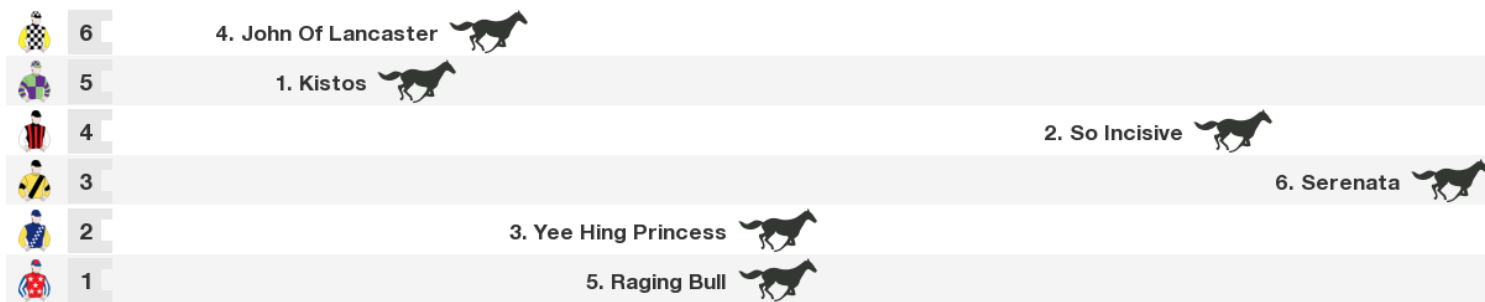 6 4. John Of Lancaster
5 1. Kistos
4 2. So Incisive
3 6. Serenata
2 3. Yee Hing Princess
1 5. Raging Bull